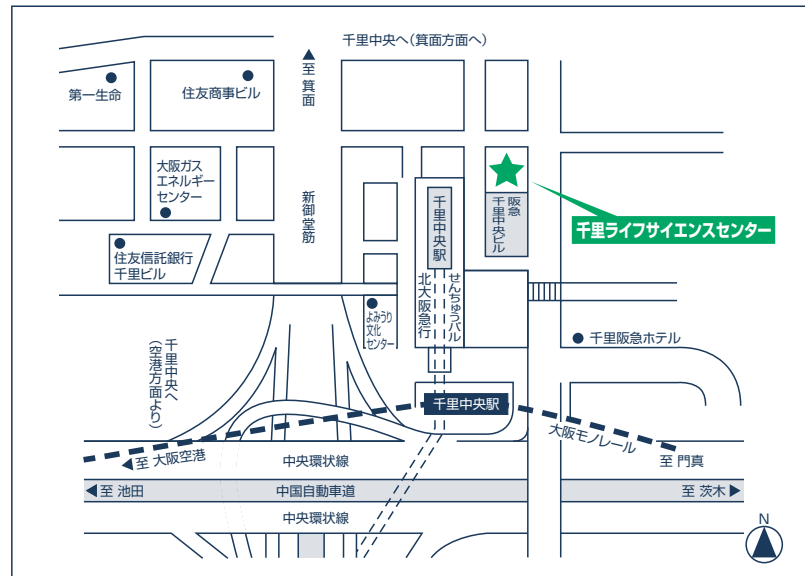 千里中央へ(箕面方面へ)
▲至 箕面
第一生命
住友商事ビル
大阪ガス
エネルギー
センター
新御堂筋
千里中央駅
阪急
千里中央ビル
千里ライフサイエンスセンター
住友信託銀行
千里ビル
北大阪急行
せんちゅうパル
よみうり
文化
センター
千里中央へ
(空港方面より)
千里阪急ホテル
千里中央駅
大阪モノレール
◀至 大阪空港
中央環状線
至 門真
◀至 池田
中国自動車道
至 茨木▶
中央環状線
N